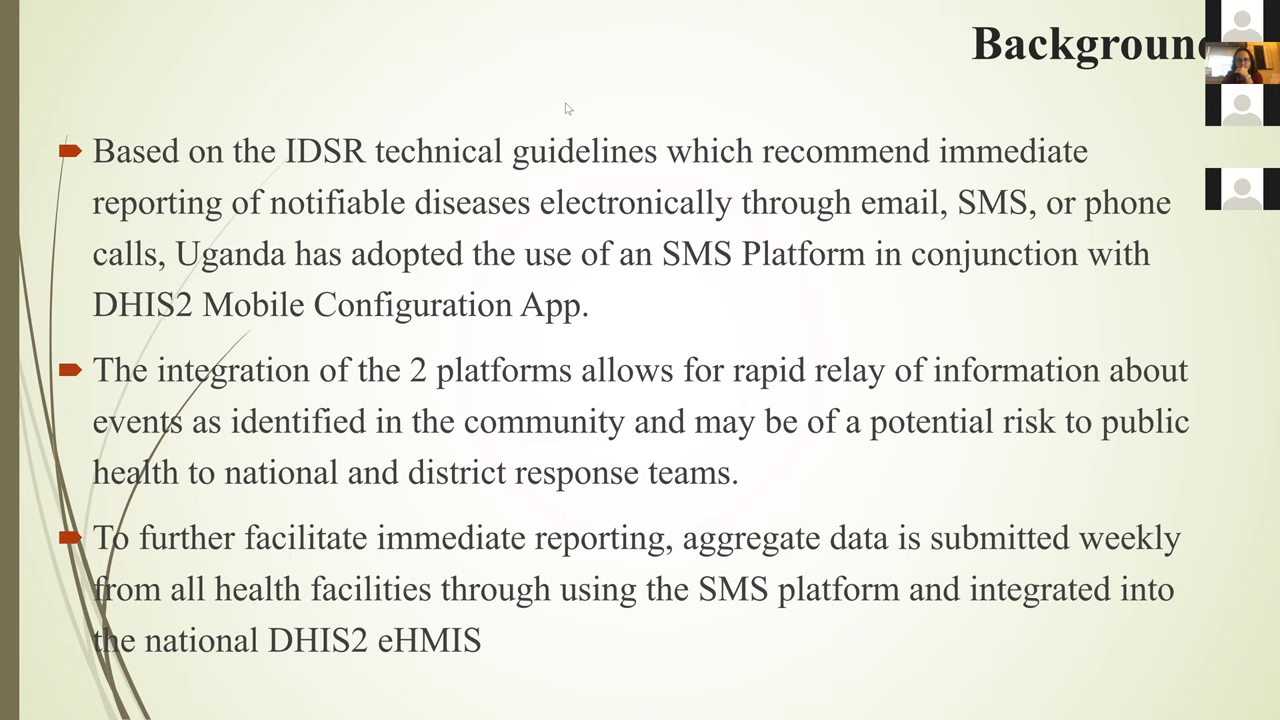 Background
Based on the IDSR technical guidelines which recommend immediate
reporting of notifiable diseases electronically through email, SMS, or phone
calls, Uganda has adopted the use of an SMS Platform in conjunction with
DHIS2 Mobile Configuration App.
The integration of the 2 platforms allows for rapid relay of information about
events as identified in the community and may be of a potential risk to public
health to national and district response teams.
To further facilitate immediate reporting, aggregate data is submitted weekly
from all health facilities through using the SMS platform and integrated into
the national DHIS2 eHMIS